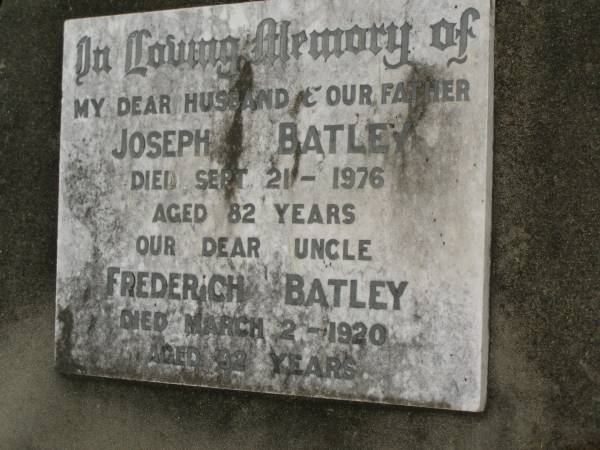 In Loving Memory of
MY DEAR HUSBAND & OUR FATHER
JOSEPH BATLEY
DIED SEPT 21 - 1976
AGED 82 YEARS
OUR DEAR UNCLE
FREDERICH BATLEY
DIED MARCH 2 - 1920
AGED YEARS